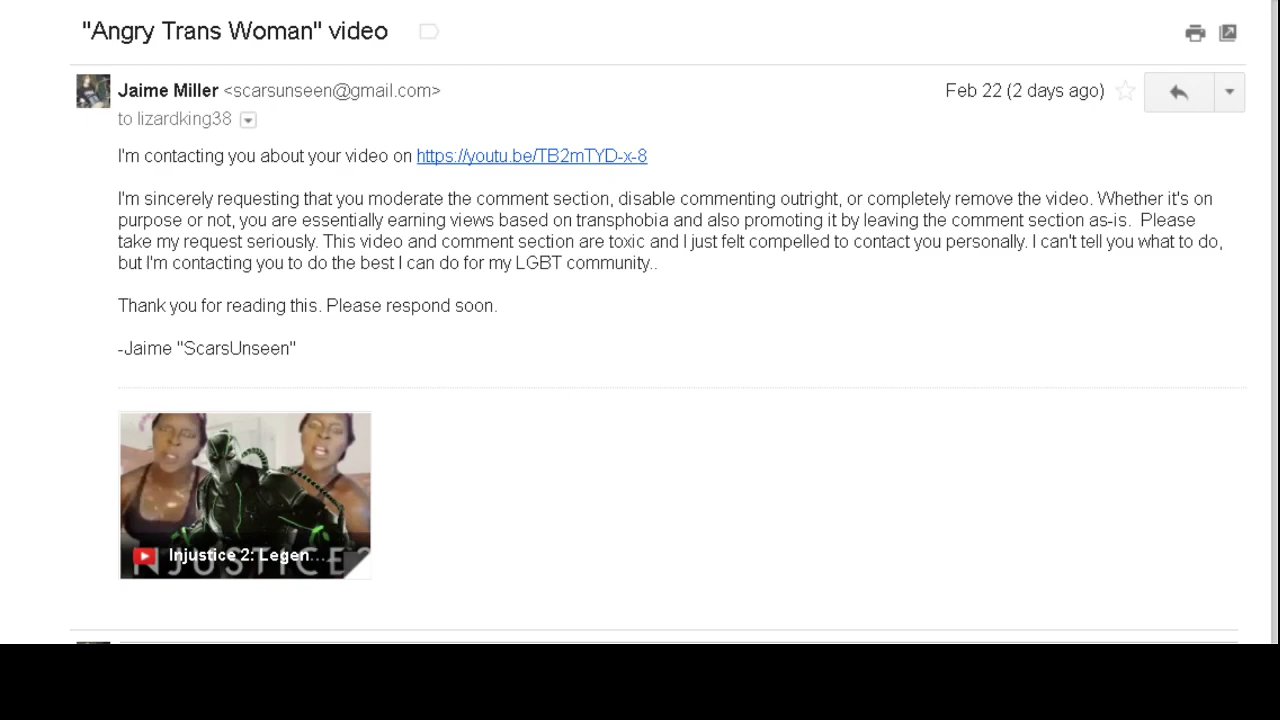 "Angry Trans Woman" video
Jaime Miller <scarsunseen@gmail.com>
Feb 22 (2 days ago)
to lizardking38
I'm contacting you about your video on https://youtu.be/TB2mTYD-x-8
I'm sincerely requesting that you moderate the comment section, disable commenting outright, or completely remove the video. Whether it's on
purpose or not, you are essentially earning views based on transphobia and also promoting it by leaving the comment section as-is.  Please
take my request seriously. This video and comment section are toxic and I just felt compelled to contact you personally. I can't tell you what to do,
but I'm contacting you to do the best I can do for my LGBT community..
Thank you for reading this. Please respond soon.
-Jaime "ScarsUnseen"
Injustice 2: Legen...
INJUSTICE